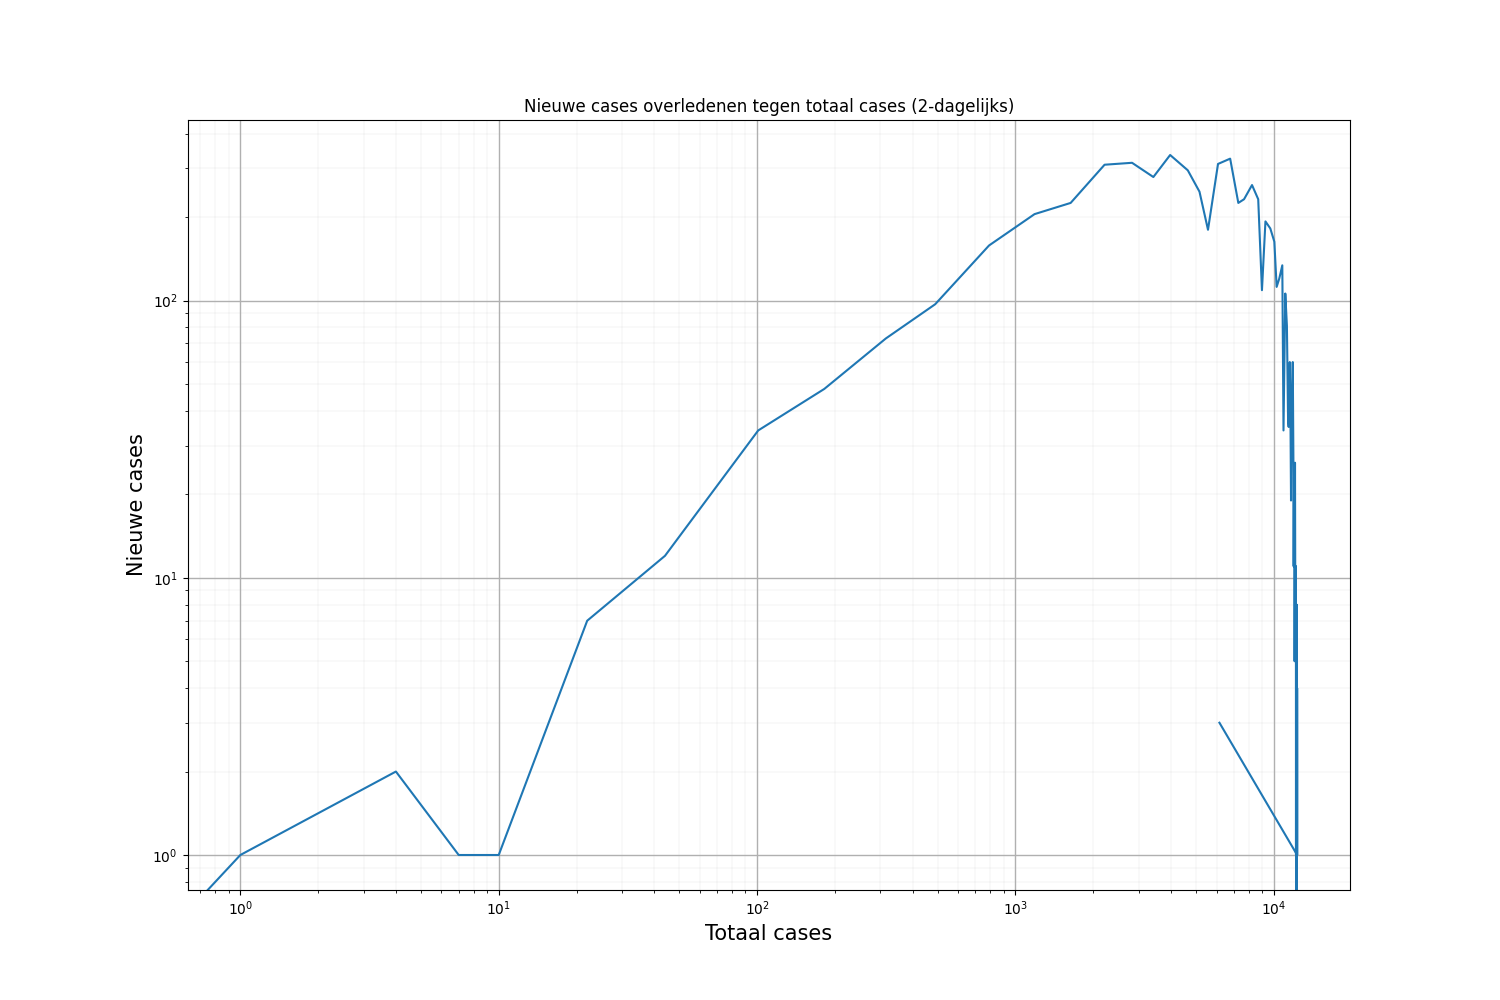 Nieuwe cases overledenen tegen totaal cases (2-dagelijks)
Nieuwe cases
10²
10¹
10⁰
10⁰ 10¹ 10² 10³ 10⁴
Totaal cases